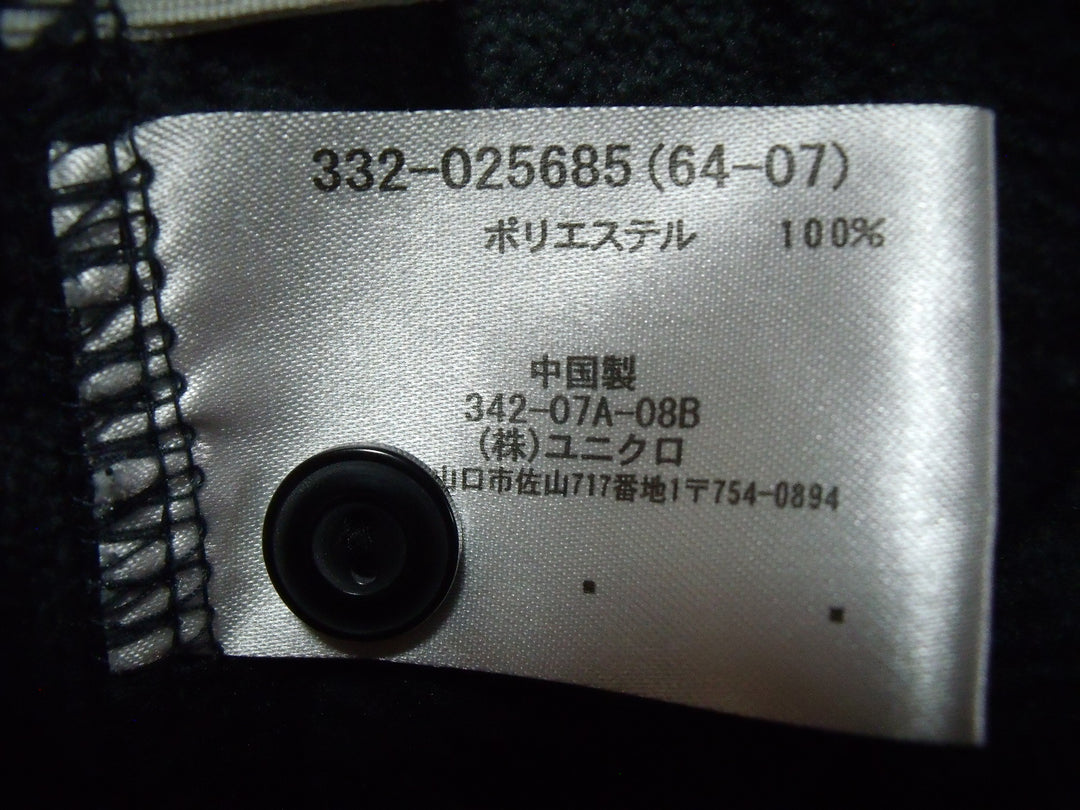 332-025685(64-07)
ポリエステル 100%
中国製
342-07A-08B
(株)ユニクロ
山口市佐山717番地1〒754-0894